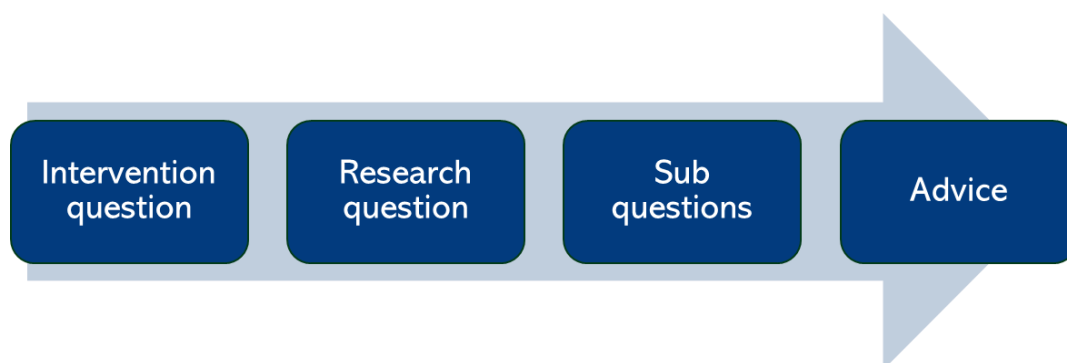 Intervention
question
Research
question
Sub
questions
Advice